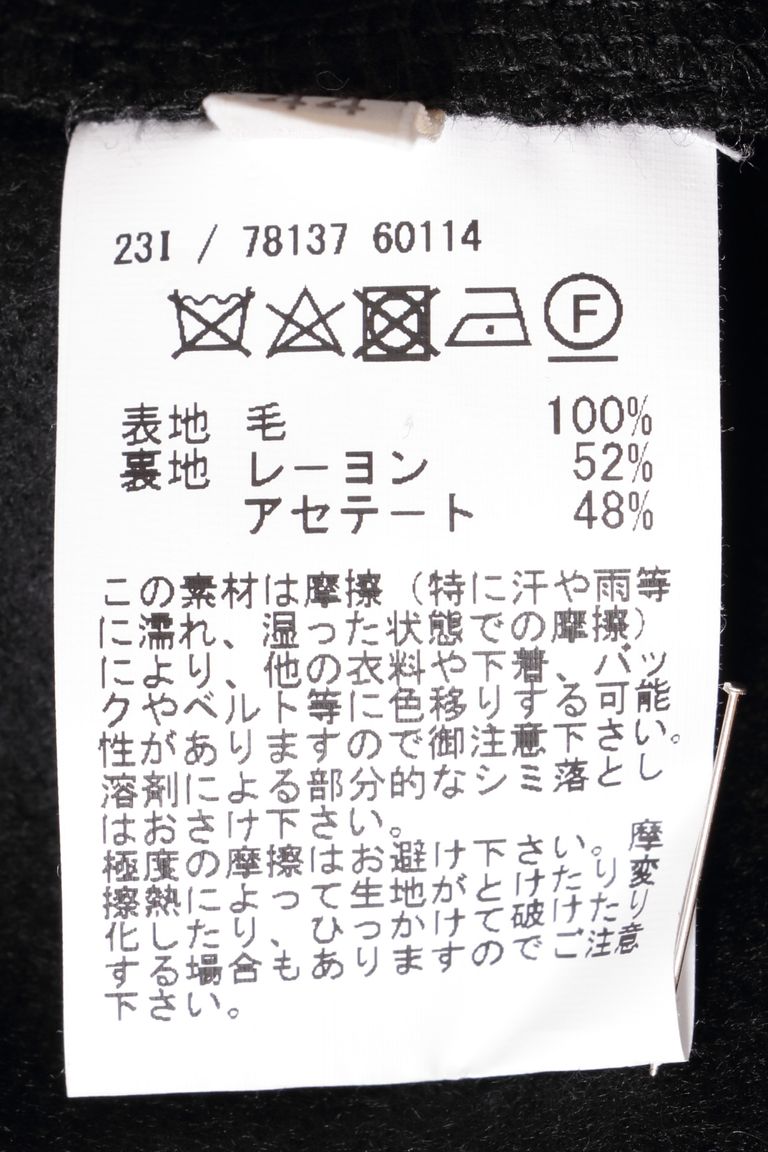 23I / 78137 60114
F
表地 毛 100%
裏地 レーヨン 52%
アセテート 48%
この素材は摩擦（特に汗や雨等
に濡れ、湿った状態での摩擦）
により、他の衣料や下着、バッ
クやベルト等に色移りする可能
性がありますので御注意下さい。
溶剤による部分的なシミ落とし
はおさけ下さい。
極度の摩擦はお避け下さい。摩
擦熱によって生地がとけたり変
化したり、ひっかけて破けたり
する場合もありますのでご注意
下さい。